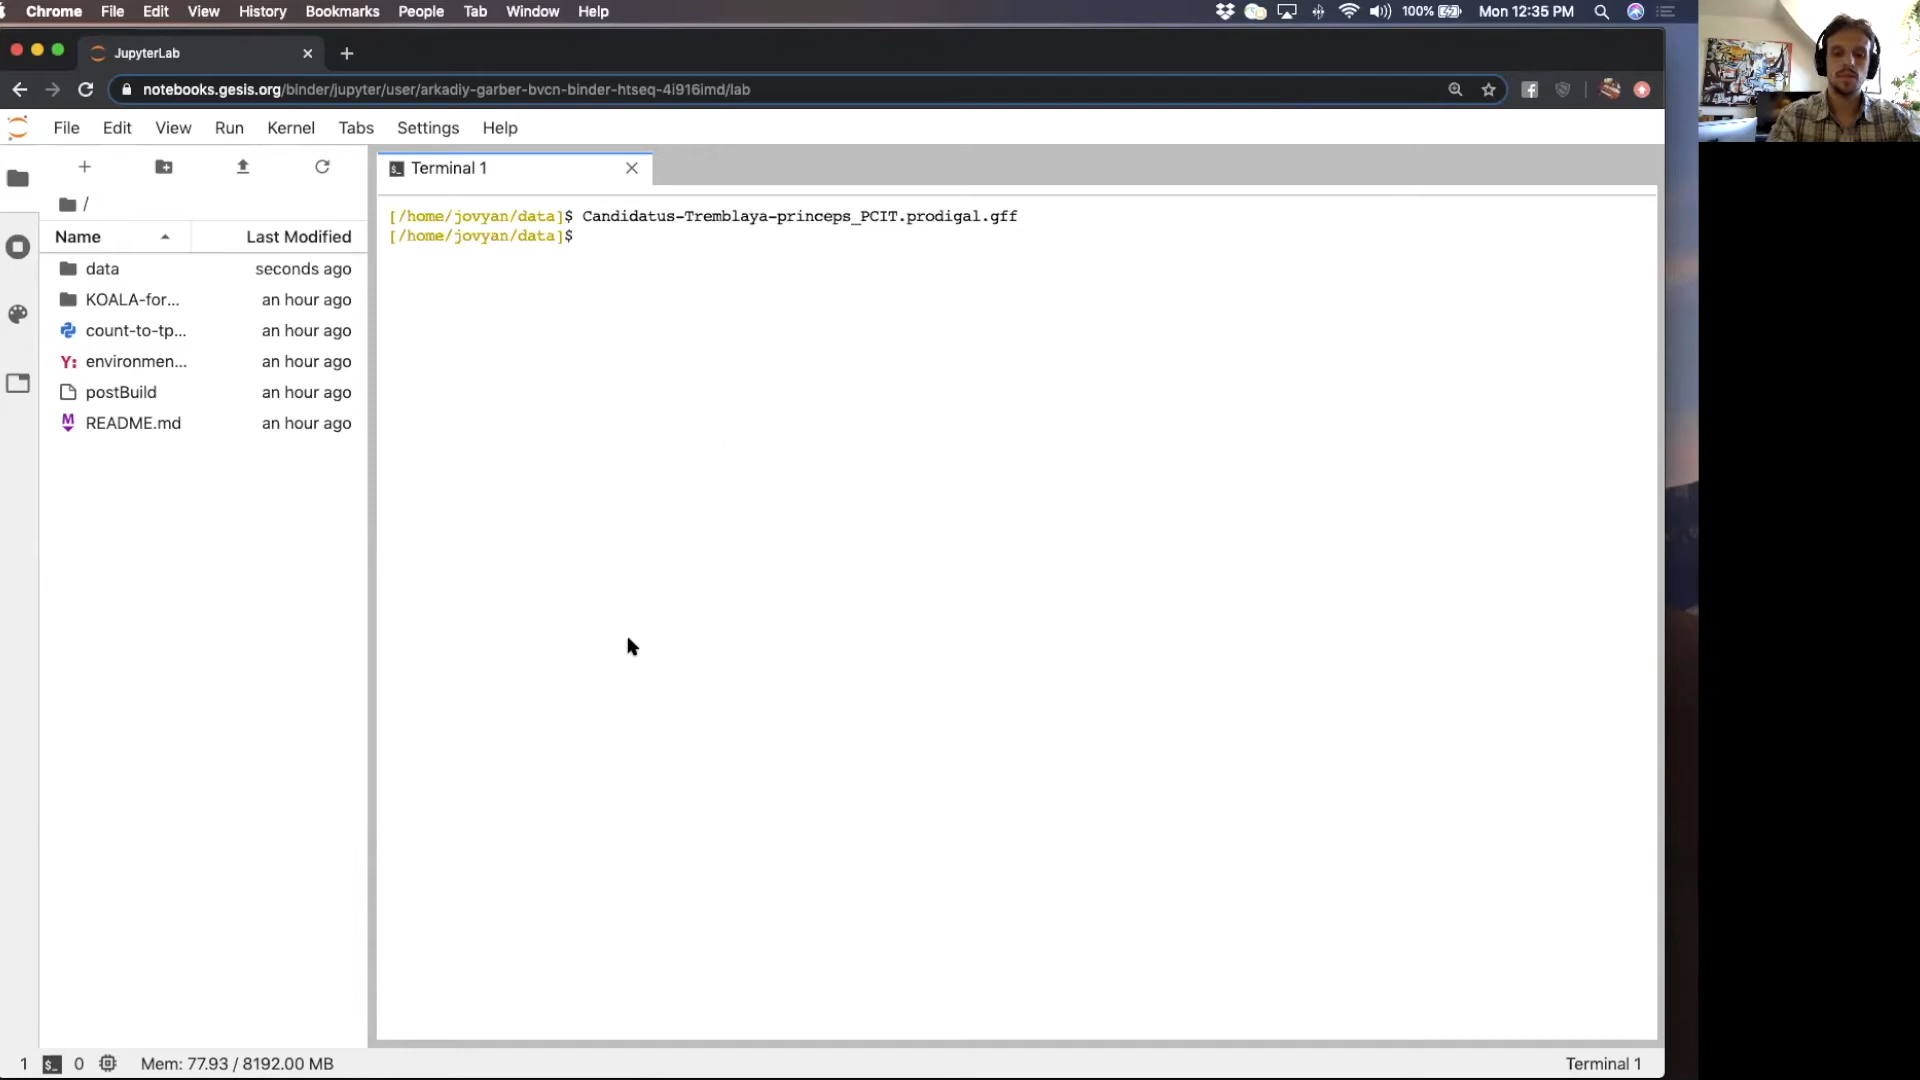 Chrome File Edit View History Bookmarks People Tab Window Help 100% Mon 12:35 PM
JupyterLab
notebooks.gesis.org/binder/jupyter/user/arkadiy-garber-bvcn-binder-htseq-4i916imd/lab
File Edit View Run Kernel Tabs Settings Help
Terminal 1
/
Name Last Modified
data seconds ago
KOALA-for... an hour ago
count-to-tp... an hour ago
Y: environmen... an hour ago
postBuild an hour ago
M README.md an hour ago
[/home/jovyan/data]$ Candidatus-Tremblaya-princeps_PCIT.prodigal.gff
[/home/jovyan/data]$
1 $_ 0 Mem: 77.93 / 8192.00 MB Terminal 1